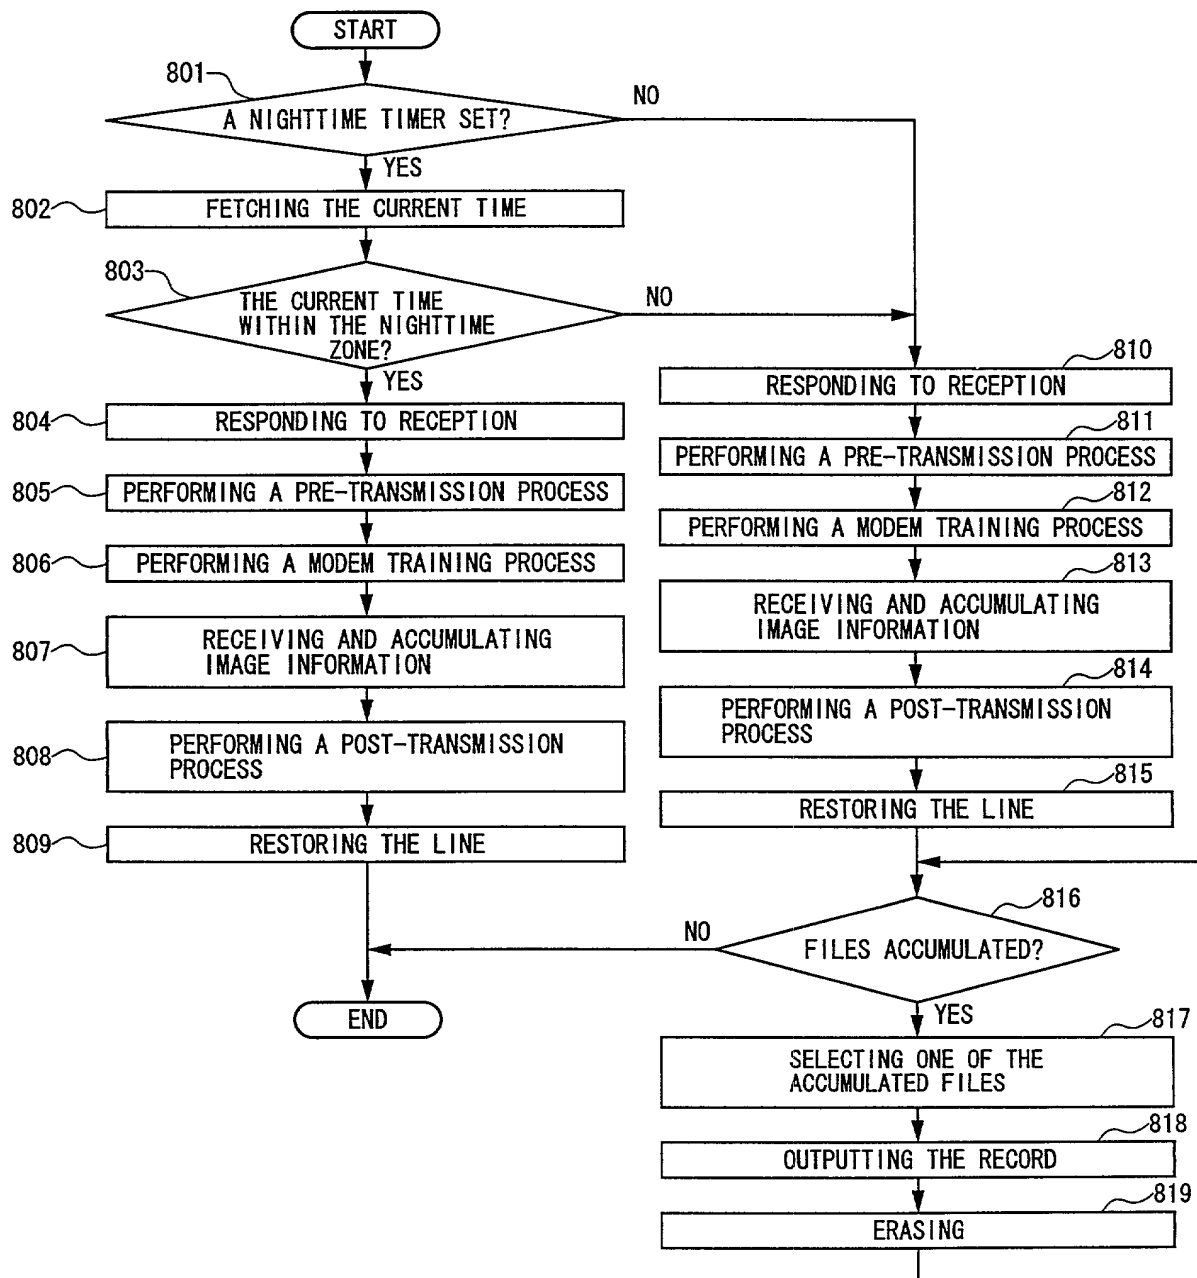 START
801
A NIGHTTIME TIMER SET?
NO
YES
802
FETCHING THE CURRENT TIME
803
THE CURRENT TIME
WITHIN THE NIGHTTIME
ZONE?
NO
YES
804
RESPONDING TO RECEPTION
805
PERFORMING A PRE-TRANSMISSION PROCESS
806
PERFORMING A MODEM TRAINING PROCESS
807
RECEIVING AND ACCUMULATING
IMAGE INFORMATION
808
PERFORMING A POST-TRANSMISSION
PROCESS
809
RESTORING THE LINE
END
810
RESPONDING TO RECEPTION
811
PERFORMING A PRE-TRANSMISSION PROCESS
812
PERFORMING A MODEM TRAINING PROCESS
813
RECEIVING AND ACCUMULATING
IMAGE INFORMATION
814
PERFORMING A POST-TRANSMISSION
PROCESS
815
RESTORING THE LINE
816
FILES ACCUMULATED?
NO
YES
817
SELECTING ONE OF THE
ACCUMULATED FILES
818
OUTPUTTING THE RECORD
819
ERASING